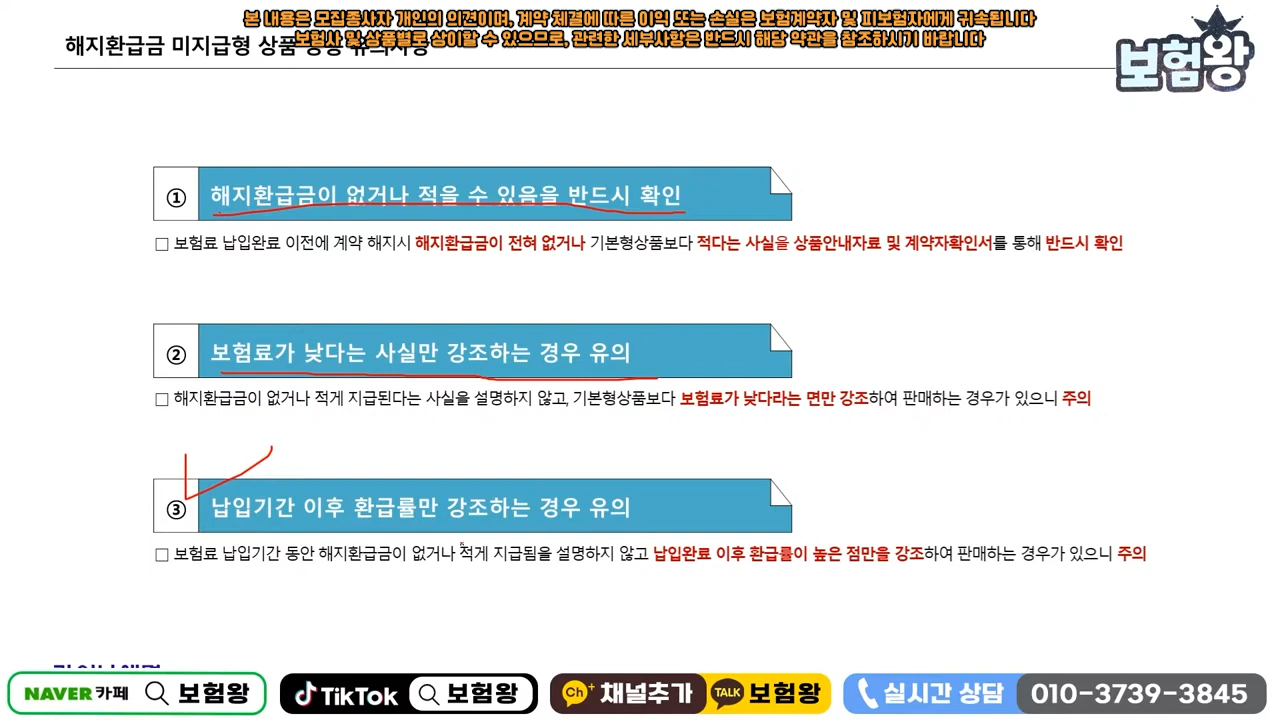 본 내용은 모집종사자 개인의 의견이며, 계약 체결에 따른 이익 또는 손실은 보험계약자 및 피보험자에게 귀속됩니다
보험사 및 상품별로 상이할 수 있으므로, 관련한 세부사항은 반드시 해당 약관을 참조하시기 바랍니다
해지환급금 미지급형 상품
보험왕
① 해지환급금이 없거나 적을 수 있음을 반드시 확인
□ 보험료 납입완료 이전에 계약 해지시 해지환급금이 전혀 없거나 기본형상품보다 적다는 사실을 상품안내자료 및 계약자확인서를 통해 반드시 확인
② 보험료가 낮다는 사실만 강조하는 경우 유의
□ 해지환급금이 없거나 적게 지급된다는 사실을 설명하지 않고, 기본형상품보다 보험료가 낮다라는 면만 강조하여 판매하는 경우가 있으니 주의
③ 납입기간 이후 환급률만 강조하는 경우 유의
□ 보험료 납입기간 동안 해지환급금이 없거나 적게 지급됨을 설명하지 않고 납입완료 이후 환급률이 높은 점만을 강조하여 판매하는 경우가 있으니 주의
NAVER 카페 보험왕
TikTok 보험왕
Ch+ 채널추가 TALK 보험왕
실시간 상담 010-3739-3845